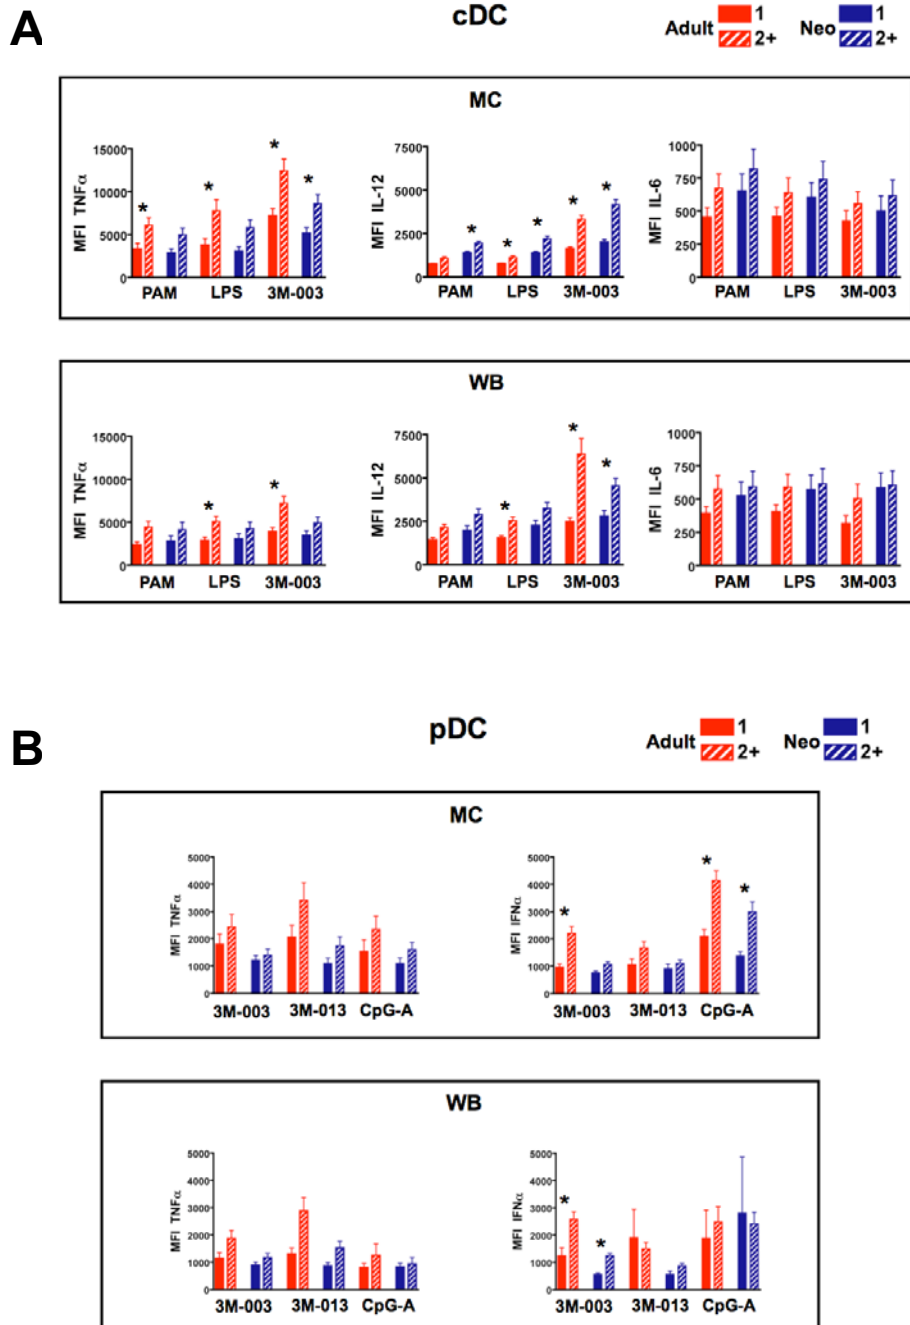 A
cDC
Adult 1 Neo 1
2+ 2+
MC
MFI TNFα
15000
10000
5000
0
* * * *
PAM LPS 3M-003
MFI IL-12
7500
5000
2500
0
* * * * *
PAM LPS 3M-003
MFI IL-6
1000
750
500
250
0
PAM LPS 3M-003
WB
MFI TNFα
15000
10000
5000
0
* *
PAM LPS 3M-003
MFI IL-12
7500
5000
2500
0
* * *
PAM LPS 3M-003
MFI IL-6
1000
750
500
250
0
PAM LPS 3M-003
B
pDC
Adult 1 Neo 1
2+ 2+
MC
MFI TNFα
5000
4000
3000
2000
1000
0
3M-003 3M-013 CpG-A
MFI IFNα
5000
4000
3000
2000
1000
0
* * *
3M-003 3M-013 CpG-A
WB
MFI TNFα
5000
4000
3000
2000
1000
0
3M-003 3M-013 CpG-A
MFI IFNα
5000
4000
3000
2000
1000
0
* *
3M-003 3M-013 CpG-A